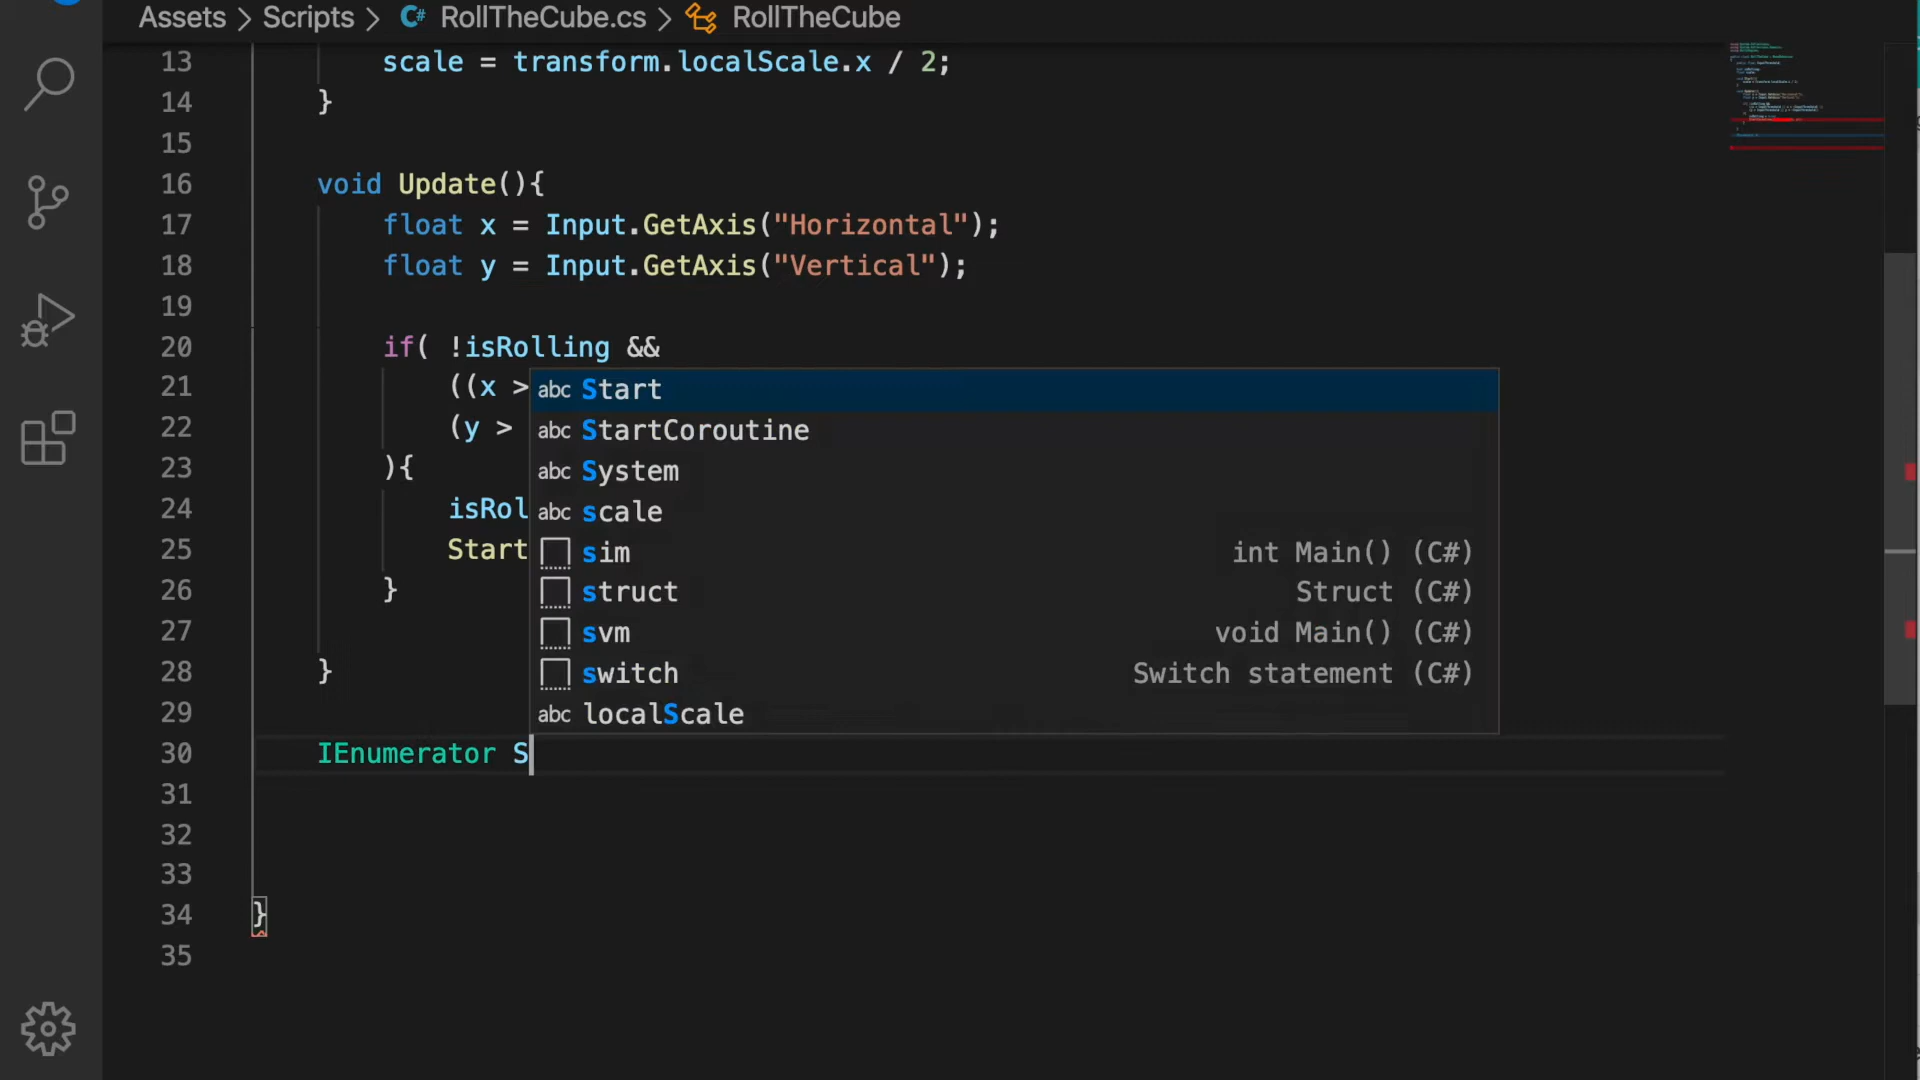 Assets > Scripts > C# RollTheCube.cs > RollTheCube
13 scale = transform.localScale.x / 2;
14 }
15
16 void Update(){
17 float x = Input.GetAxis("Horizontal");
18 float y = Input.GetAxis("Vertical");
19
20 if( !isRolling &&
21 ((x >
abc Start
22 (y >
abc StartCoroutine
23 ){
abc System
24 isRol
abc scale
25 Start
sim int Main() (C#)
26 }
struct Struct (C#)
27
svm void Main() (C#)
28 }
switch Switch statement (C#)
29
abc localScale
30 IEnumerator S
31
32
33
34 }
35